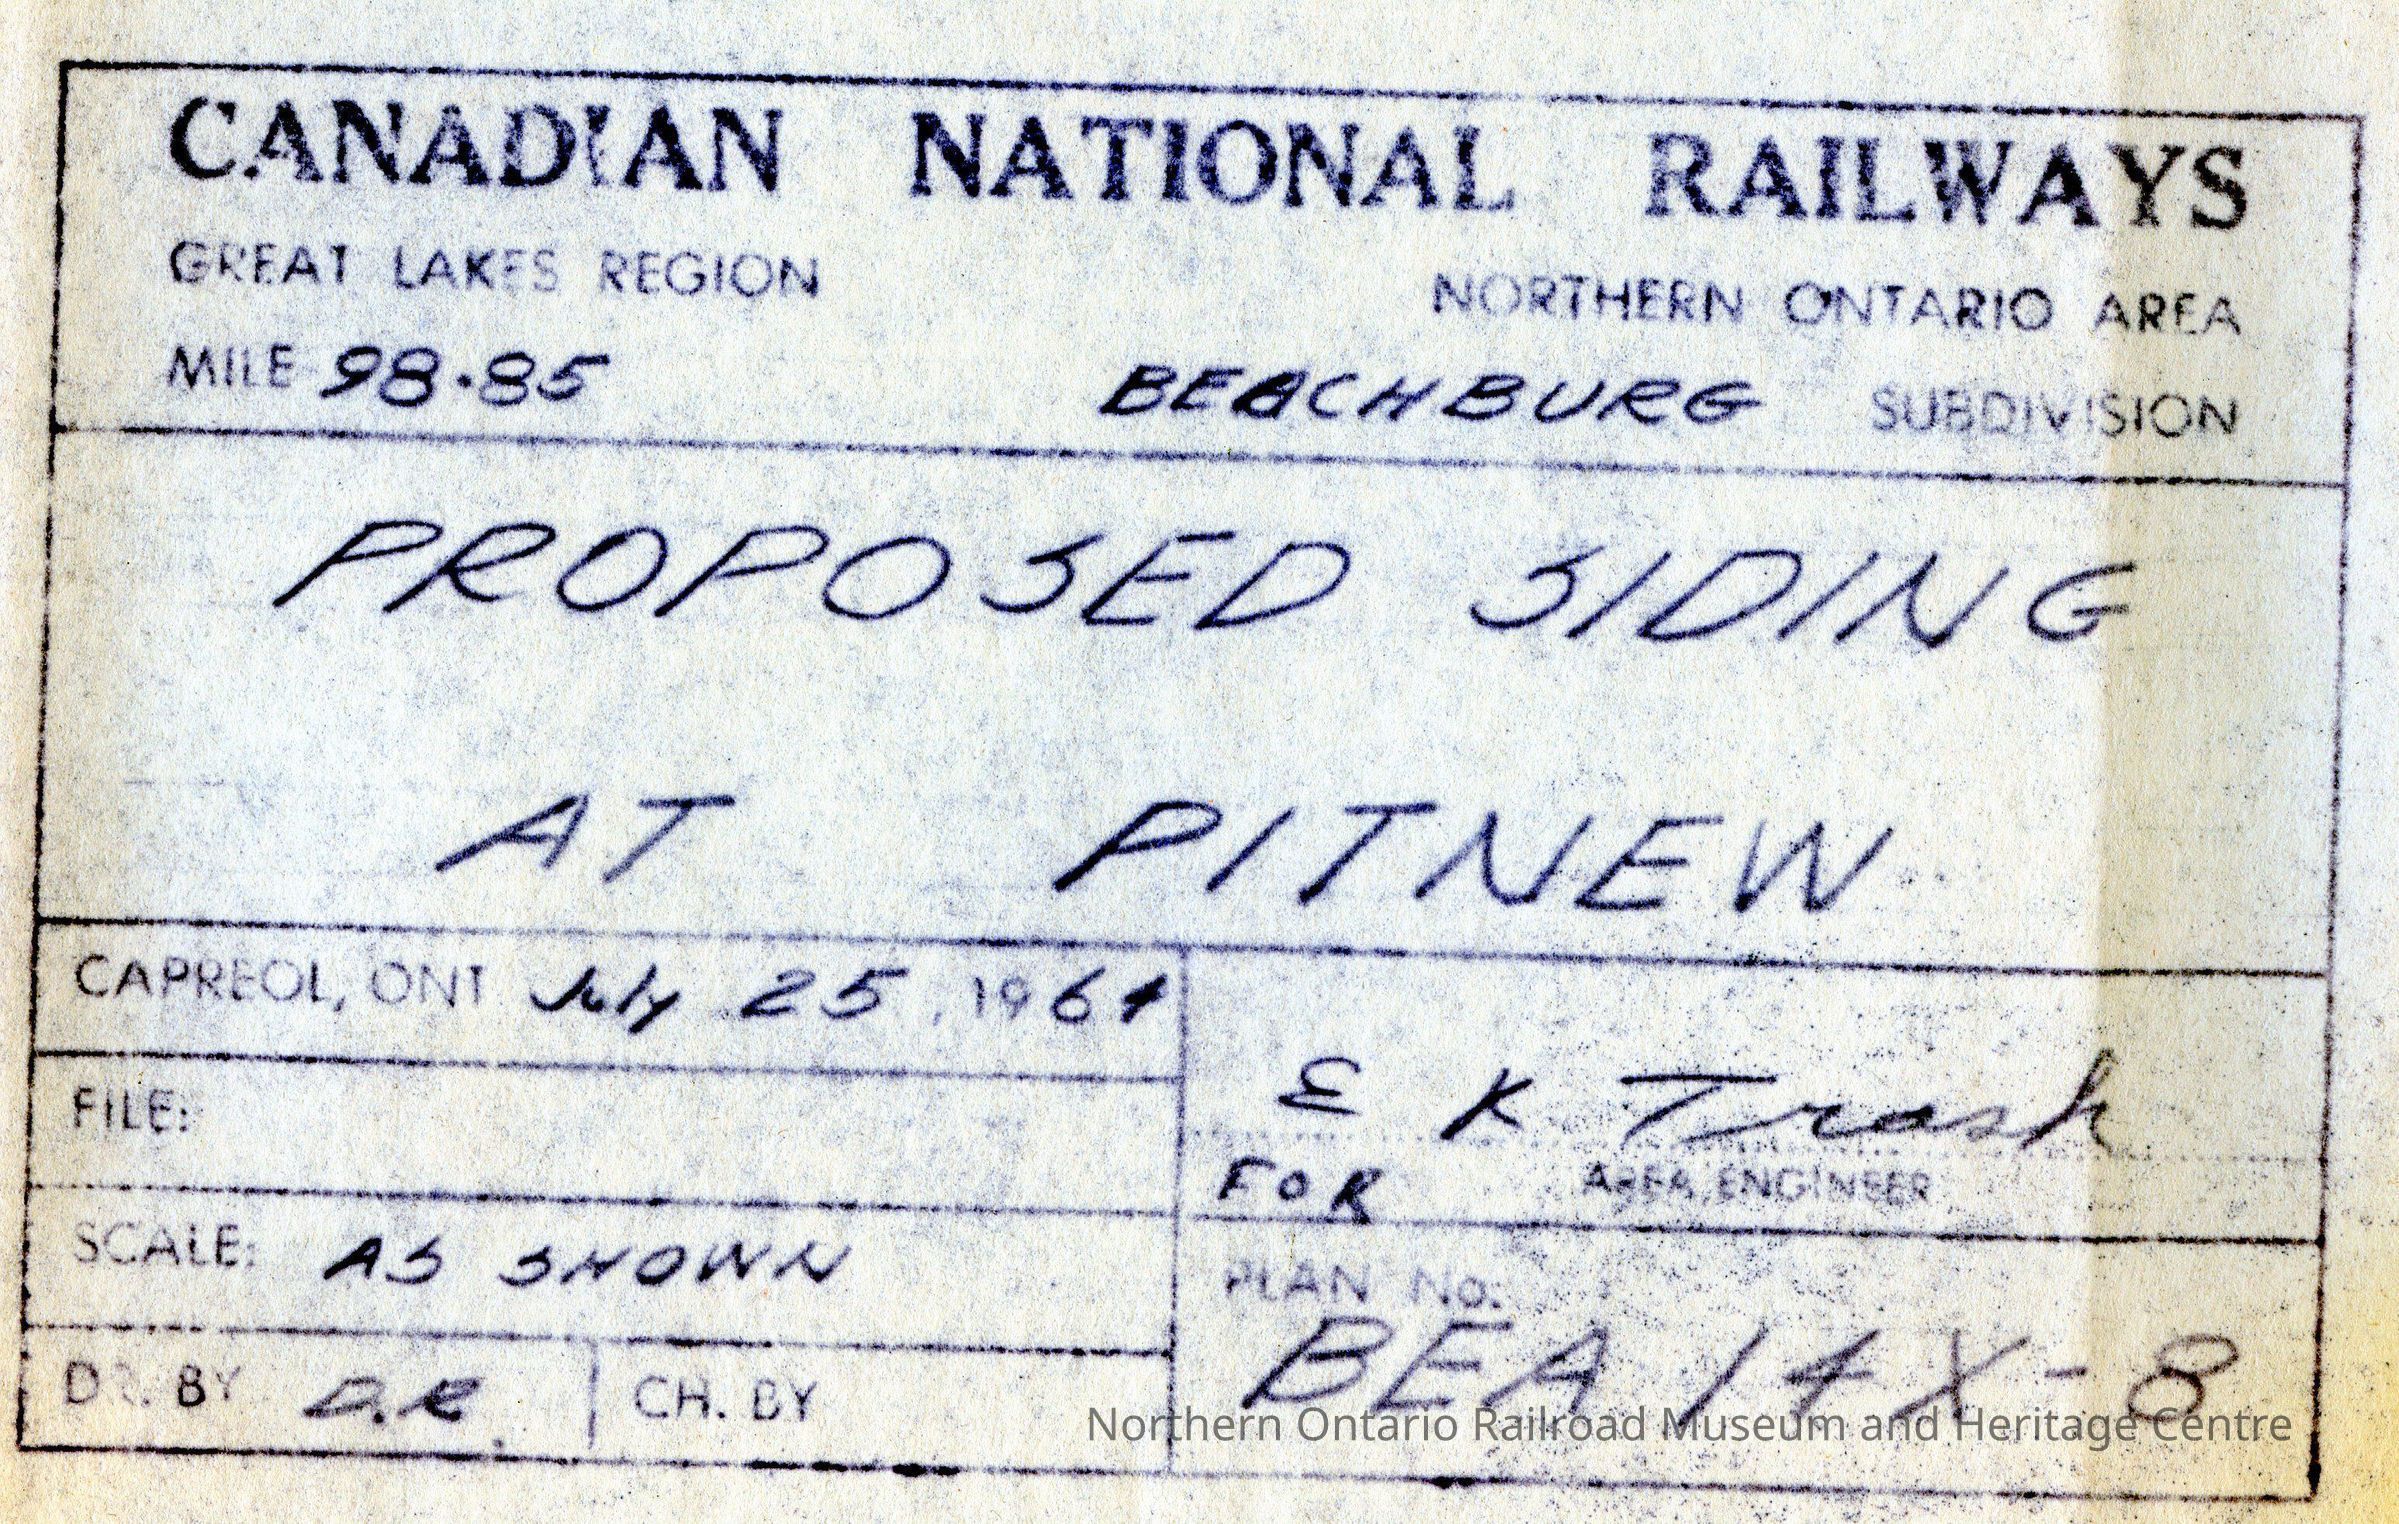 CANADIAN NATIONAL RAILWAYS
GREAT LAKES REGION NORTHERN ONTARIO AREA
MILE 98.85 BEACHBURG SUBDIVISION
PROPOSED SIDING
AT PITNEW
CAPREOL, ONT July 25, 1964
FILE:
SCALE: AS SHOWN
DR. BY D.R. CH. BY
E K Trask
FOR AREA ENGINEER
PLAN No.
BEA 14X-8
Northern Ontario Railroad Museum and Heritage Centre